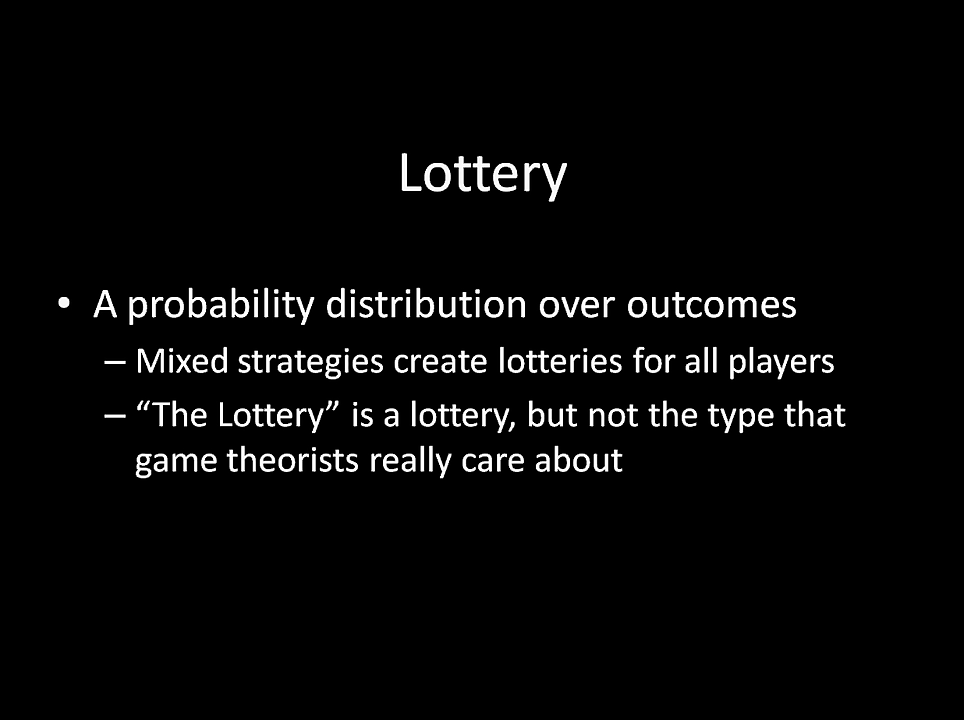 Lottery
• A probability distribution over outcomes
– Mixed strategies create lotteries for all players
– “The Lottery” is a lottery, but not the type that
game theorists really care about